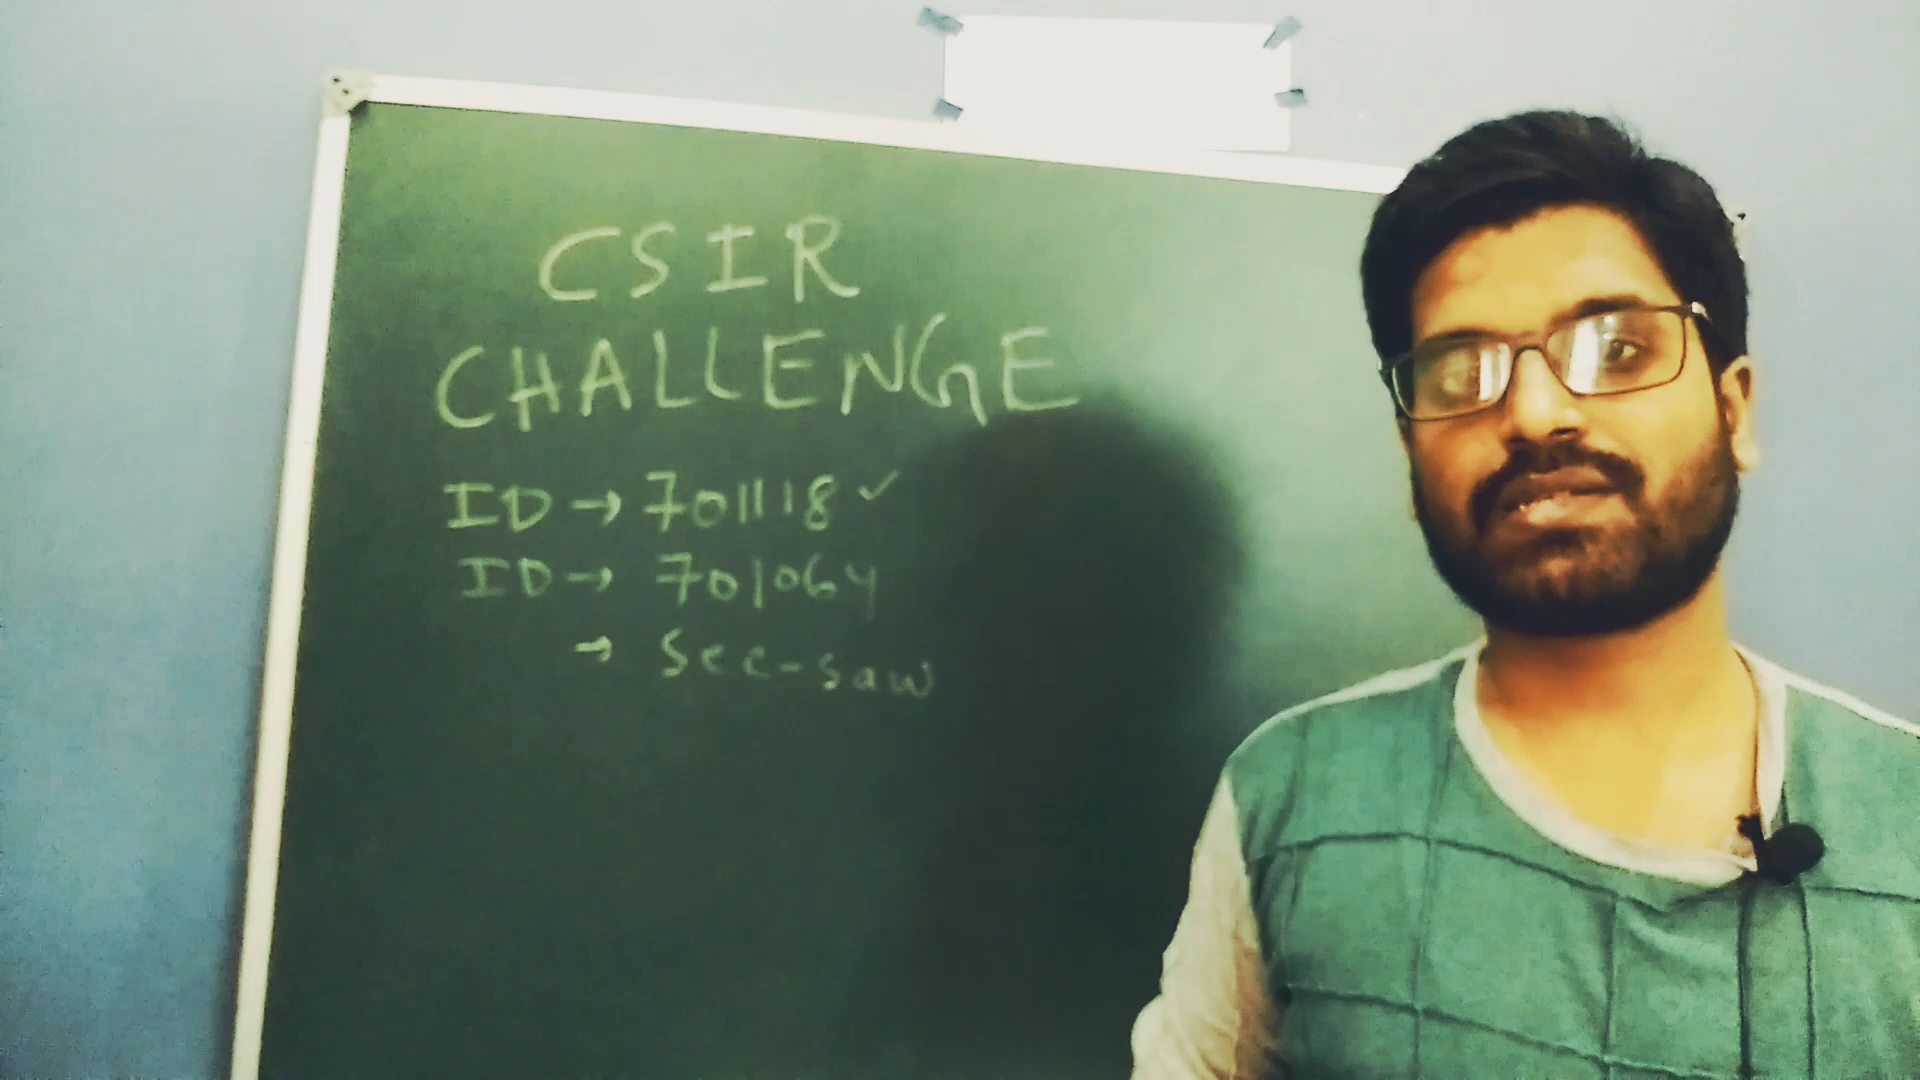 CSIR
CHALLENGE
ID → 701118 ✓
ID → 701064
→ See-saw